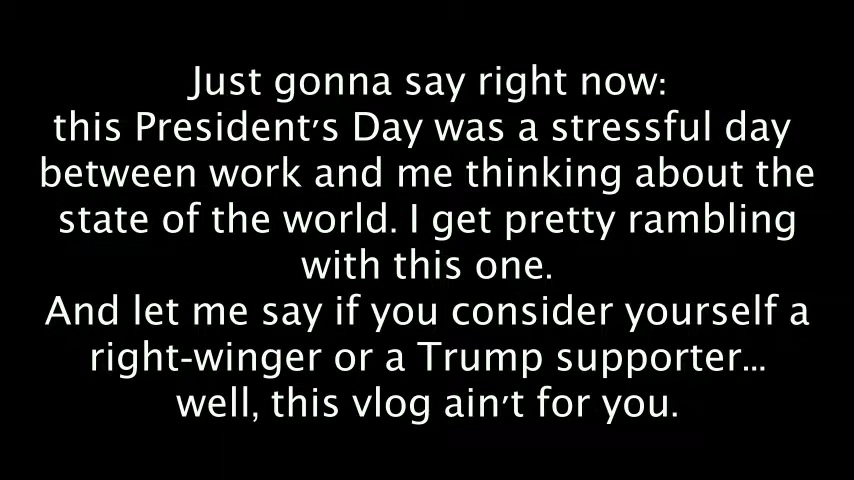 Just gonna say right now:
this President's Day was a stressful day
between work and me thinking about the
state of the world. I get pretty rambling
with this one.
And let me say if you consider yourself a
right-winger or a Trump supporter...
well, this vlog ain't for you.